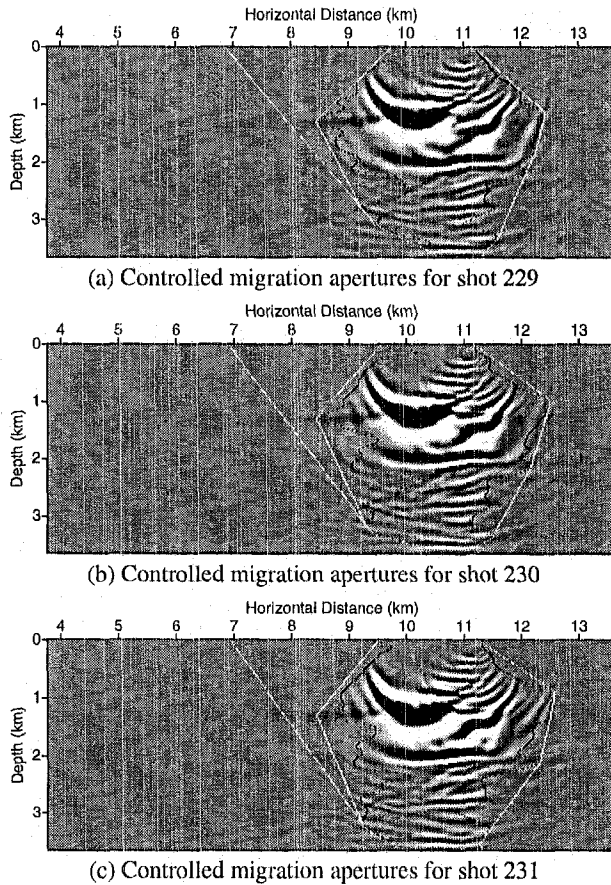 Horizontal Distance (km)
4 5 6 7 8 9 10 11 12 13
0
1
2
3
Depth (km)
(a) Controlled migration apertures for shot 229
Horizontal Distance (km)
4 5 6 7 8 9 10 11 12 13
0
1
2
3
Depth (km)
(b) Controlled migration apertures for shot 230
Horizontal Distance (km)
4 5 6 7 8 9 10 11 12 13
0
1
2
3
Depth (km)
(c) Controlled migration apertures for shot 231